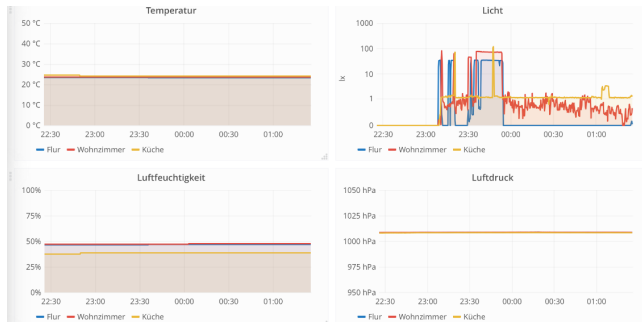 Temperatur
50 °C
40 °C
30 °C
20 °C
10 °C
0 °C
22:30 23:00 23:30 00:00 00:30 01:00
Flur Wohnzimmer Küche
Licht
lx
1000
100
10
1
0
22:30 23:00 23:30 00:00 00:30 01:00
Flur Wohnzimmer Küche
Luftfeuchtigkeit
100%
75%
50%
25%
0%
22:30 23:00 23:30 00:00 00:30 01:00
Flur Wohnzimmer Küche
Luftdruck
1050 hPa
1025 hPa
1000 hPa
975 hPa
950 hPa
22:30 23:00 23:30 00:00 00:30 01:00
Flur Wohnzimmer Küche